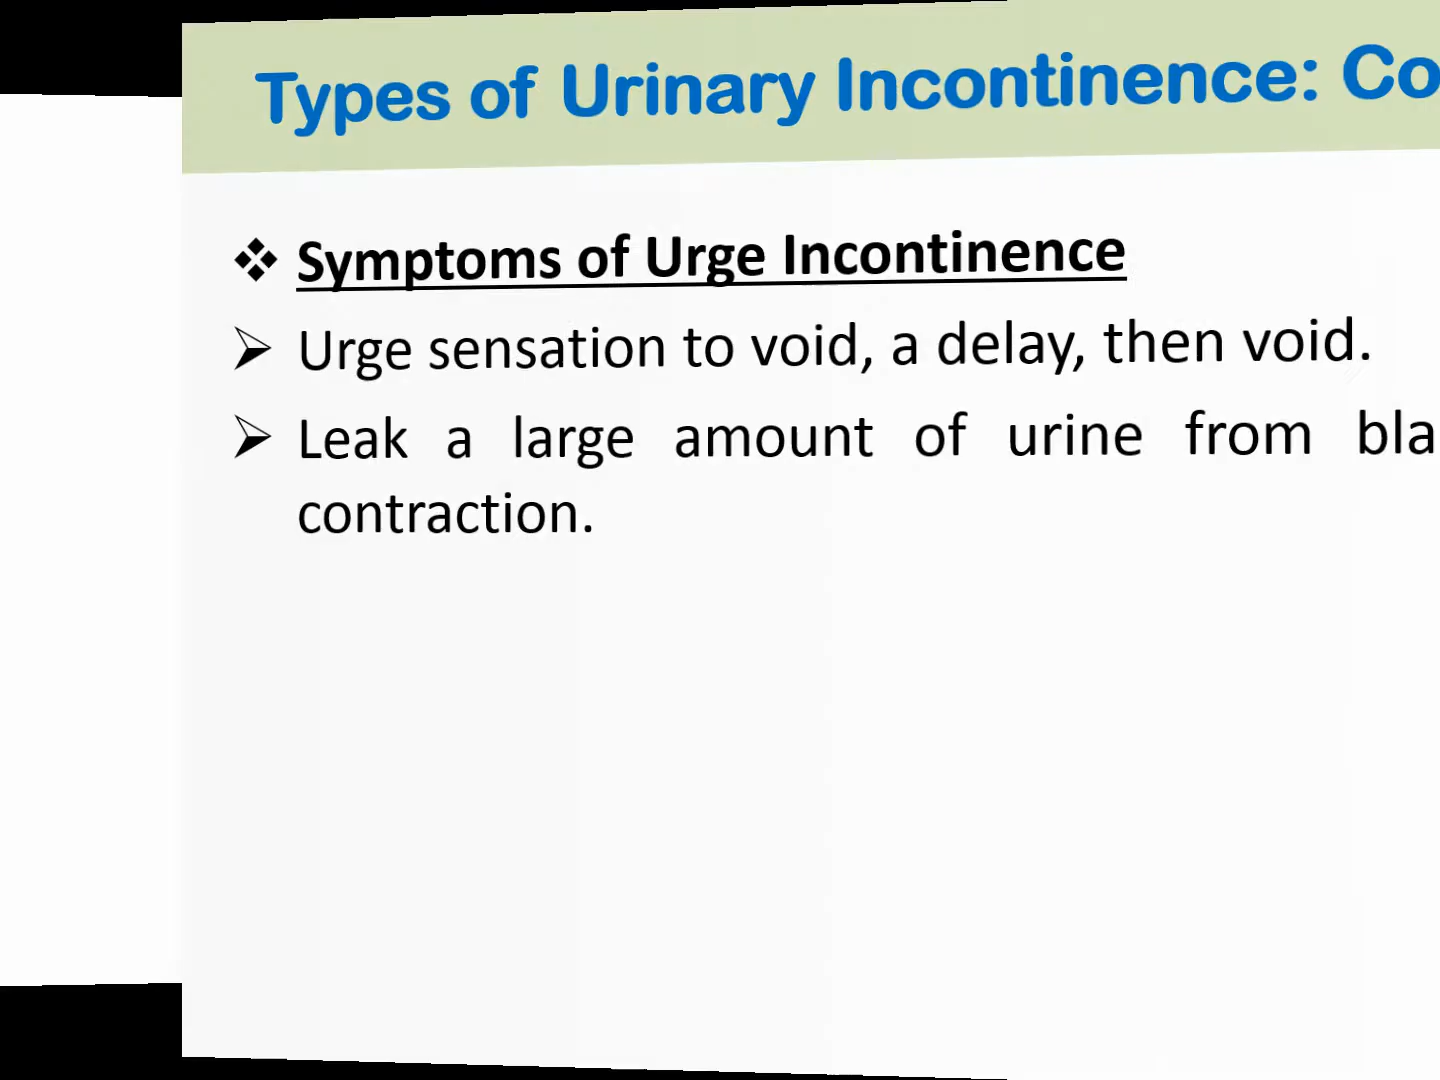 Types of Urinary Incontinence: Co
Symptoms of Urge Incontinence
Urge sensation to void, a delay, then void.
Leak a large amount of urine from bla
contraction.